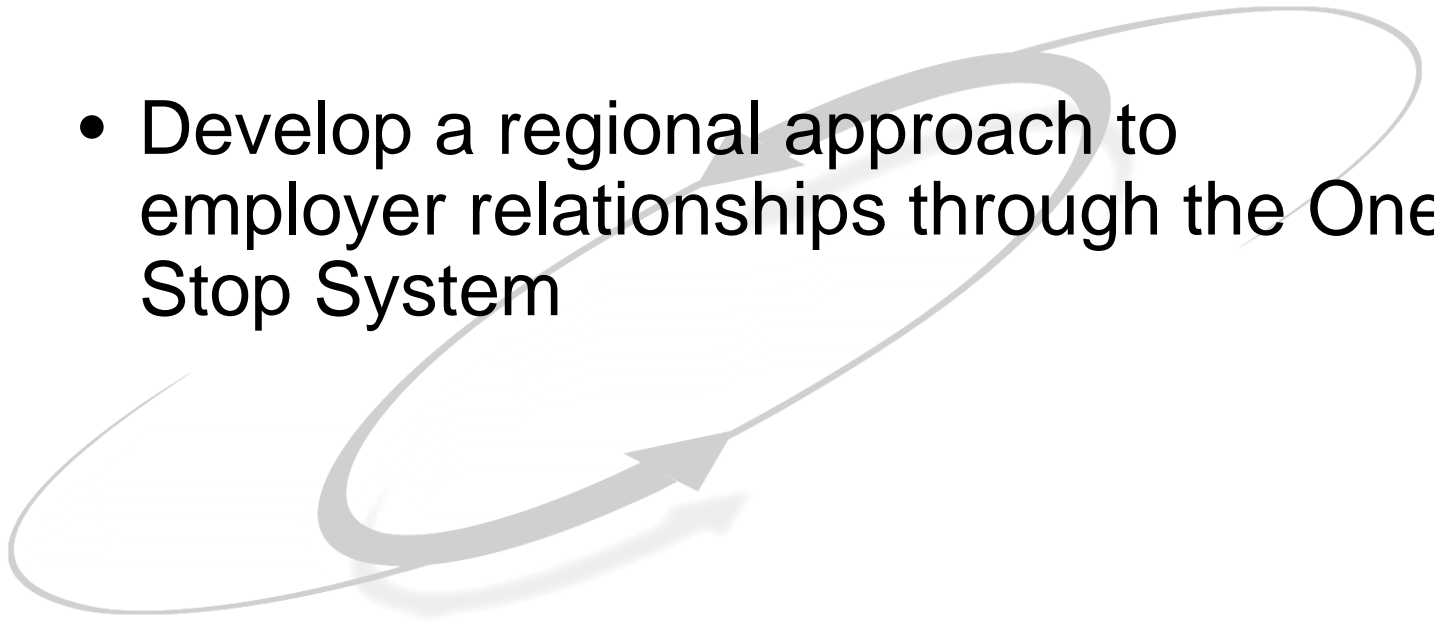 • Develop a regional approach to
employer relationships through the One
Stop System